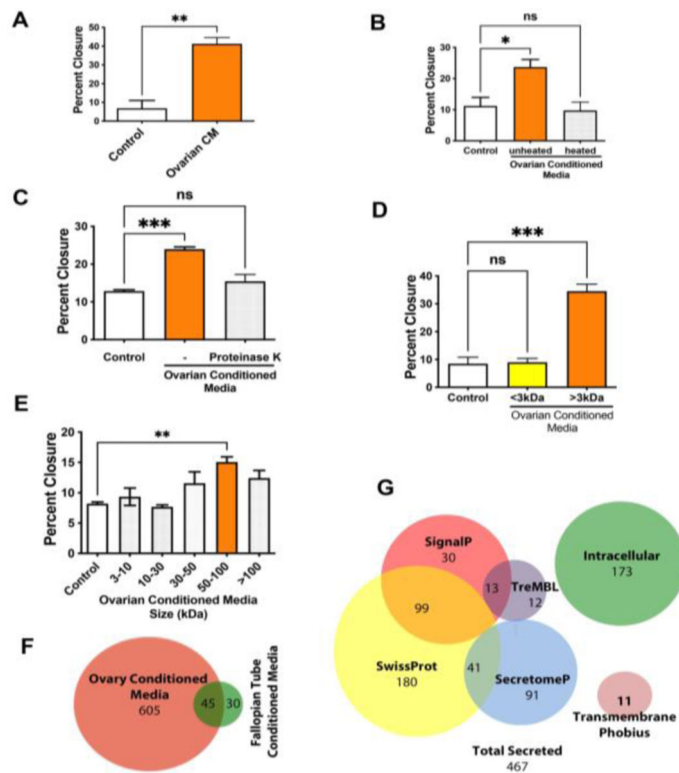 A
Percent Closure
50
40
30
20
10
0
**
Control
Ovarian CM
B
Percent Closure
30
20
10
0
ns
*
Control
unheated
heated
Ovarian Conditioned
Media
C
Percent Closure
30
20
10
0
ns
***
Control
-
Proteinase K
Ovarian Conditioned
Media
D
Percent Closure
40
30
20
10
0
***
ns
Control
<3kDa
>3kDa
Ovarian Conditioned
Media
E
Percent Closure
20
15
10
5
0
**
Control
3-10
10-30
30-50
50-100
>100
Ovarian Conditioned Media
Size (kDa)
F
Ovary Conditioned
Media
605
45
30
Fallopian Tube
Conditioned Media
G
SignalP
30
13
TreMBL
12
99
SwissProt
180
41
SecretomeP
91
Intracellular
173
11
Transmembrane
Phobius
Total Secreted
467